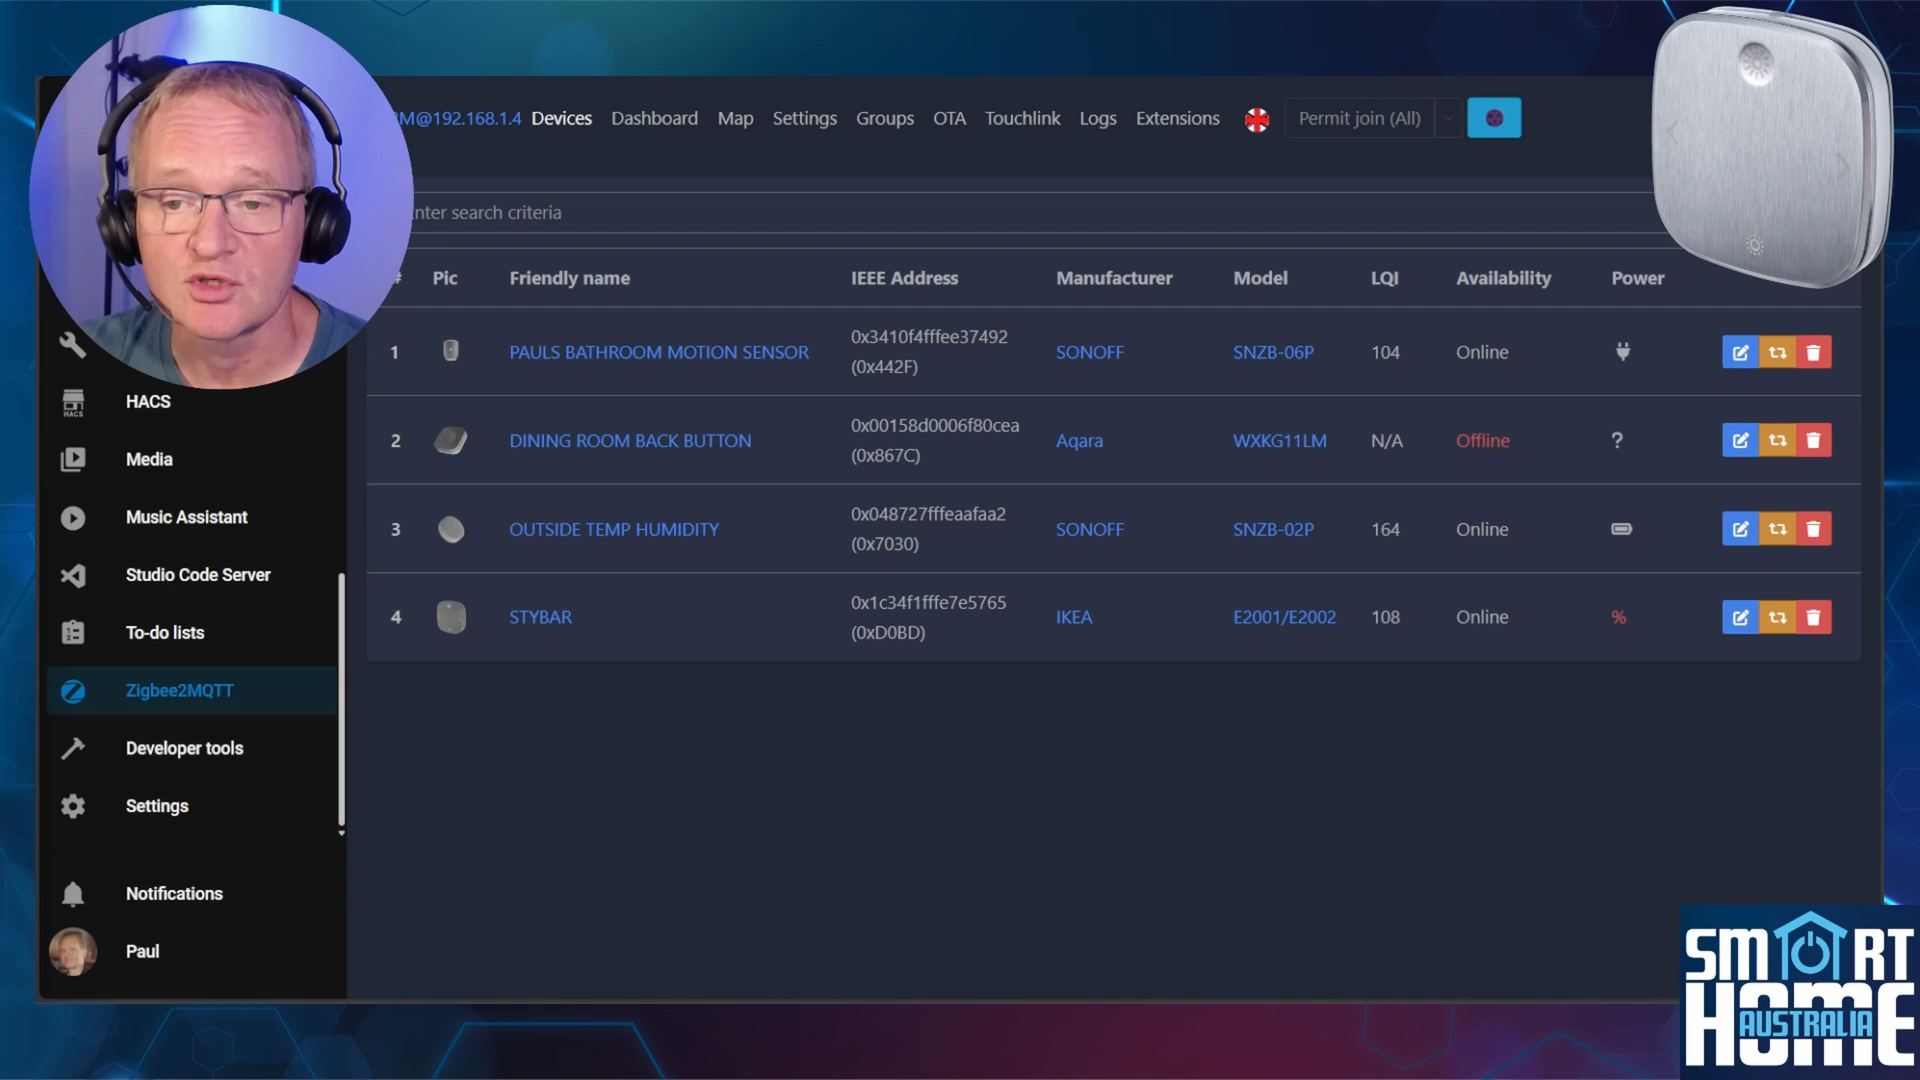 M@192.168.1.4 Devices Dashboard Map Settings Groups OTA Touchlink Logs Extensions Permit join (All)
nter search criteria
# Pic Friendly name IEEE Address Manufacturer Model LQI Availability Power
1 PAULS BATHROOM MOTION SENSOR 0x3410f4fffee37492 SONOFF SNZB-06P 104 Online
(0x442F)
2 DINING ROOM BACK BUTTON 0x00158d0006f80cea Aqara WXKG11LM N/A Offline ?
(0x867C)
3 OUTSIDE TEMP HUMIDITY 0x048727fffeaafaa2 SONOFF SNZB-02P 164 Online
(0x7030)
4 STYBAR 0x1c34f1fffe7e5765 IKEA E2001/E2002 108 Online %
(0xD0BD)
HACS
HACS
Media
Music Assistant
Studio Code Server
To-do lists
Zigbee2MQTT
Developer tools
Settings
Notifications
Paul
SMART
HOME
AUSTRALIA